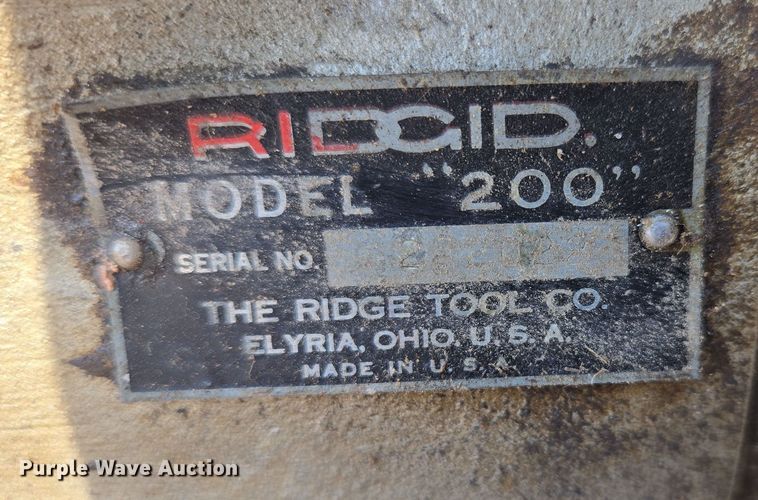 RIDGID.
MODEL "200"
SERIAL NO.
THE RIDGE TOOL CO.
ELYRIA, OHIO, U. S. A.
MADE IN U. S. A.
Purple Wave Auction